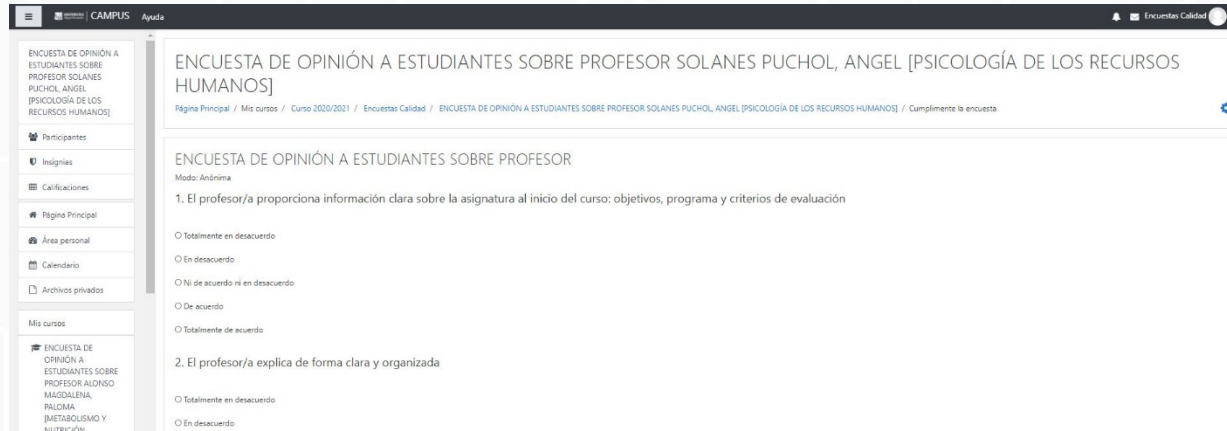 CAMPUS Ayuda
Encuestas Calidad
ENCUESTA DE OPINIÓN A
ESTUDIANTES SOBRE
PROFESOR SOLANES
PUCHOL, ANGEL
[PSICOLOGÍA DE LOS
RECURSOS HUMANOS]
Participantes
Insignias
Calificaciones
Página Principal
Área personal
Calendario
Archivos privados
Mis cursos
ENCUESTA DE
OPINIÓN A
ESTUDIANTES SOBRE
PROFESOR ALONSO
MAGDALENA,
PALOMA
[METABOLISMO Y
NUTRICIÓN
ENCUESTA DE OPINIÓN A ESTUDIANTES SOBRE PROFESOR SOLANES PUCHOL, ANGEL [PSICOLOGÍA DE LOS RECURSOS
HUMANOS]
Página Principal / Mis cursos / Curso 2020/2021 / Encuestas Calidad / ENCUESTA DE OPINIÓN A ESTUDIANTES SOBRE PROFESOR SOLANES PUCHOL, ANGEL [PSICOLOGÍA DE LOS RECURSOS HUMANOS] / Cumplimente la encuesta
ENCUESTA DE OPINIÓN A ESTUDIANTES SOBRE PROFESOR
Modo: Anónima
1. El profesor/a proporciona información clara sobre la asignatura al inicio del curso: objetivos, programa y criterios de evaluación
Totalmente en desacuerdo
En desacuerdo
Ni de acuerdo ni en desacuerdo
De acuerdo
Totalmente de acuerdo
2. El profesor/a explica de forma clara y organizada
Totalmente en desacuerdo
En desacuerdo